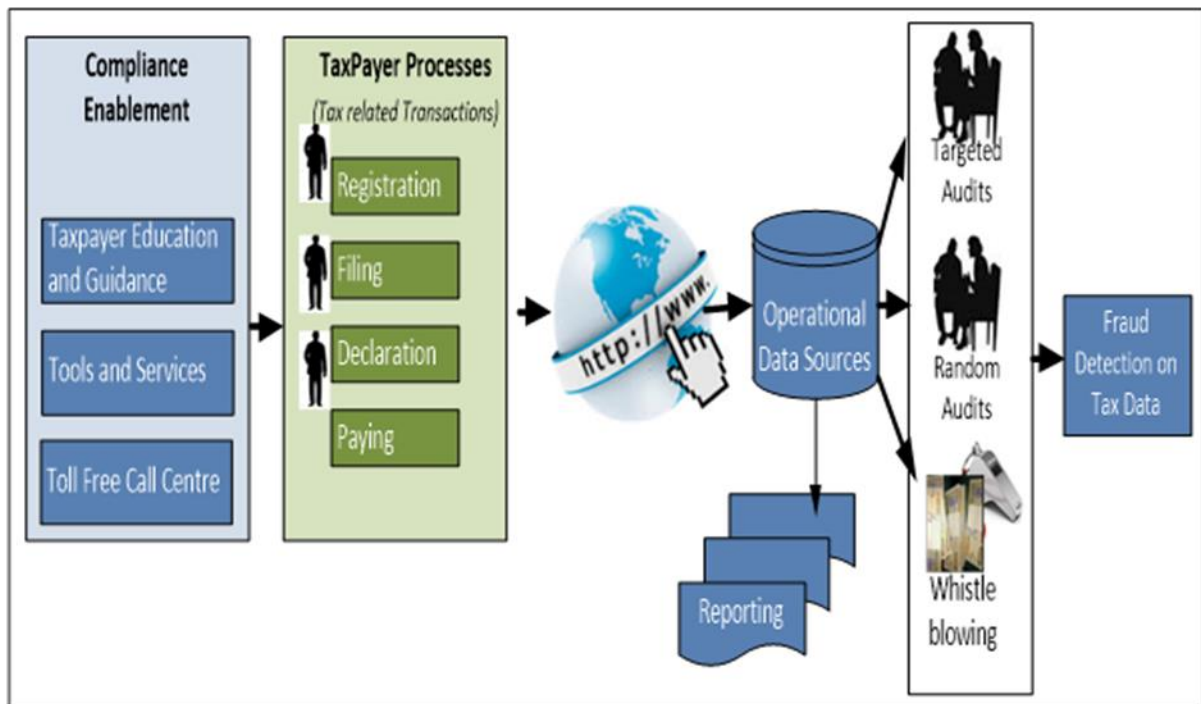 Compliance
Enablement
Taxpayer Education
and Guidance
Tools and Services
Toll Free Call Centre
TaxPayer Processes
(Tax related Transactions)
Registration
Filing
Declaration
Paying
http://www.
Operational
Data Sources
Reporting
Targeted
Audits
Random
Audits
Whistle
blowing
Fraud
Detection on
Tax Data